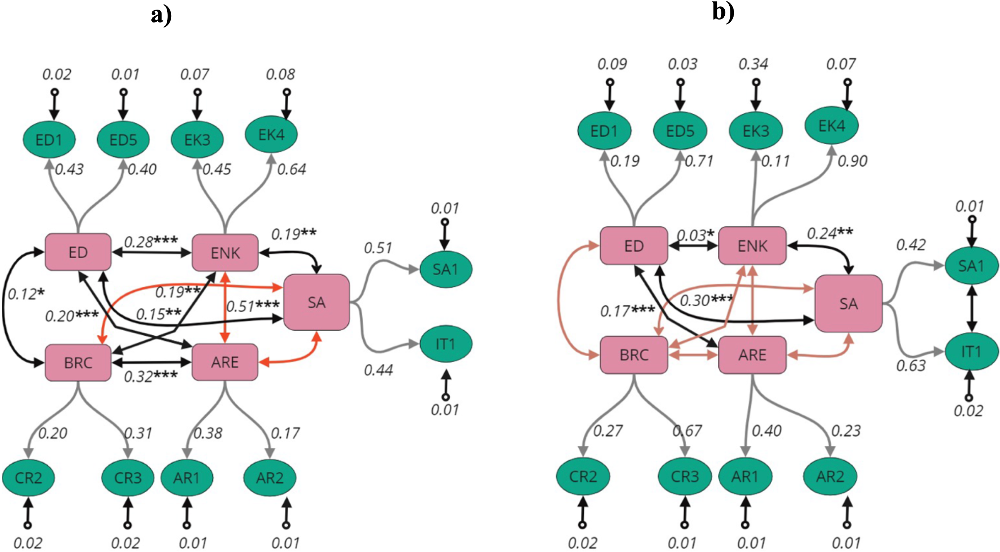 a)
0.02 0.01 0.07 0.08
ED1 ED5 EK3 EK4
0.43 0.40 0.45 0.64
0.01
0.28*** 0.19**
ED ENK
0.51
SA1
0.12* 0.19**
0.20*** 0.15** 0.51***
SA
IT1
BRC ARE
0.32*** 0.44
0.01
0.20 0.31 0.38 0.17
CR2 CR3 AR1 AR2
0.02 0.02 0.01 0.01
b)
0.09 0.03 0.34 0.07
ED1 ED5 EK3 EK4
0.19 0.71 0.11 0.90
0.01
0.03* 0.24**
ED ENK
0.42
SA1
0.17*** 0.30***
SA
IT1
BRC ARE
0.63
0.02
0.27 0.67 0.40 0.23
CR2 CR3 AR1 AR2
0.02 0.01 0.01 0.01